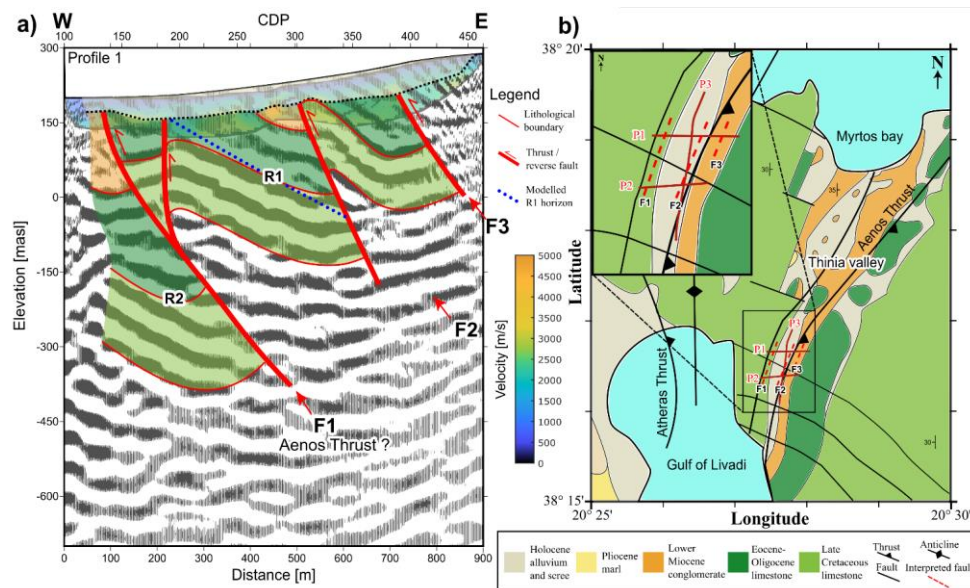 a)
W
CDP
E
100 150 200 250 300 350 400 460
Profile 1
300
150
0
-150
-300
-450
-600
Elevation [masl]
R1
R2
F3
F2
F1
Aenos Thrust ?
0 100 200 300 400 500 600 700 800 900
Distance [m]
Legend
Lithological
boundary
Thrust /
reverse fault
Modelled
R1 horizon
5000
4500
4000
3500
3000
2500
2000
1500
1000
500
0
Velocity [m/s]
b)
38° 20'
38° 15'
20° 25'
20° 30'
Latitude
Longitude
N
P3
P1
P2
F3
F1
F2
N
Myrtos bay
30
35
Aenos Thrust
Thinia valley
Atheras Thrust
P3
P1
P2
F3
F1
F2
Gulf of Livadi
30
Holocene
alluvium and scree
Pliocene
marl
Lower
Miocene
conglomerate
Eocene-
Oligocene
limestone
Late
Cretaceous
limestone
Thrust
Fault
Anticline
Interpreted fault